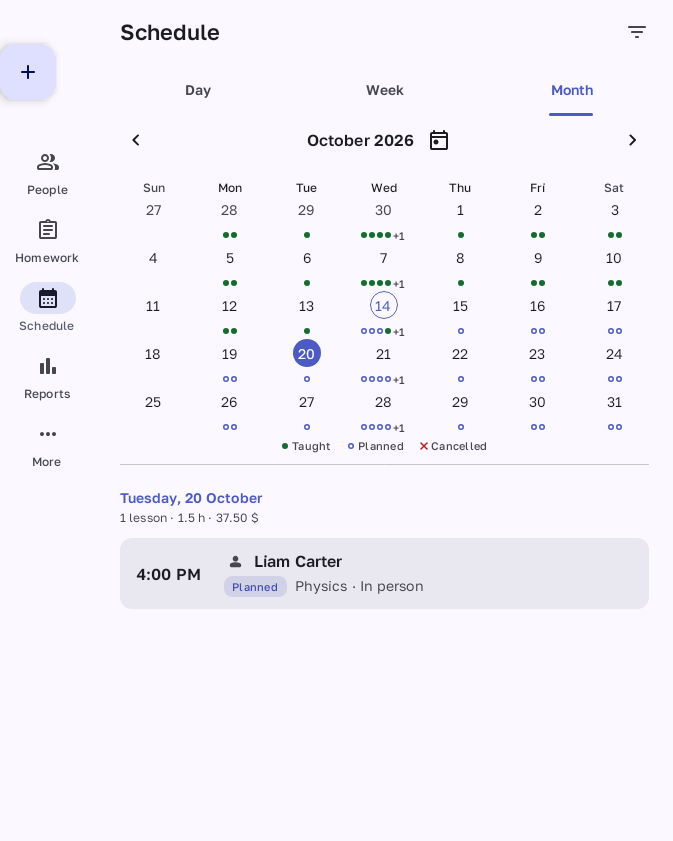 Schedule
Day Week Month
October 2026
People
Homework
Schedule
Reports
More
Sun Mon Tue Wed Thu Fri Sat
27 28 29 30 1 2 3
+1
4 5 6 7 8 9 10
+1
11 12 13 14 15 16 17
+1
18 19 20 21 22 23 24
+1
25 26 27 28 29 30 31
+1
Taught Planned Cancelled
Tuesday, 20 October
1 lesson · 1.5 h · 37.50 $
4:00 PM
Liam Carter
Planned Physics · In person